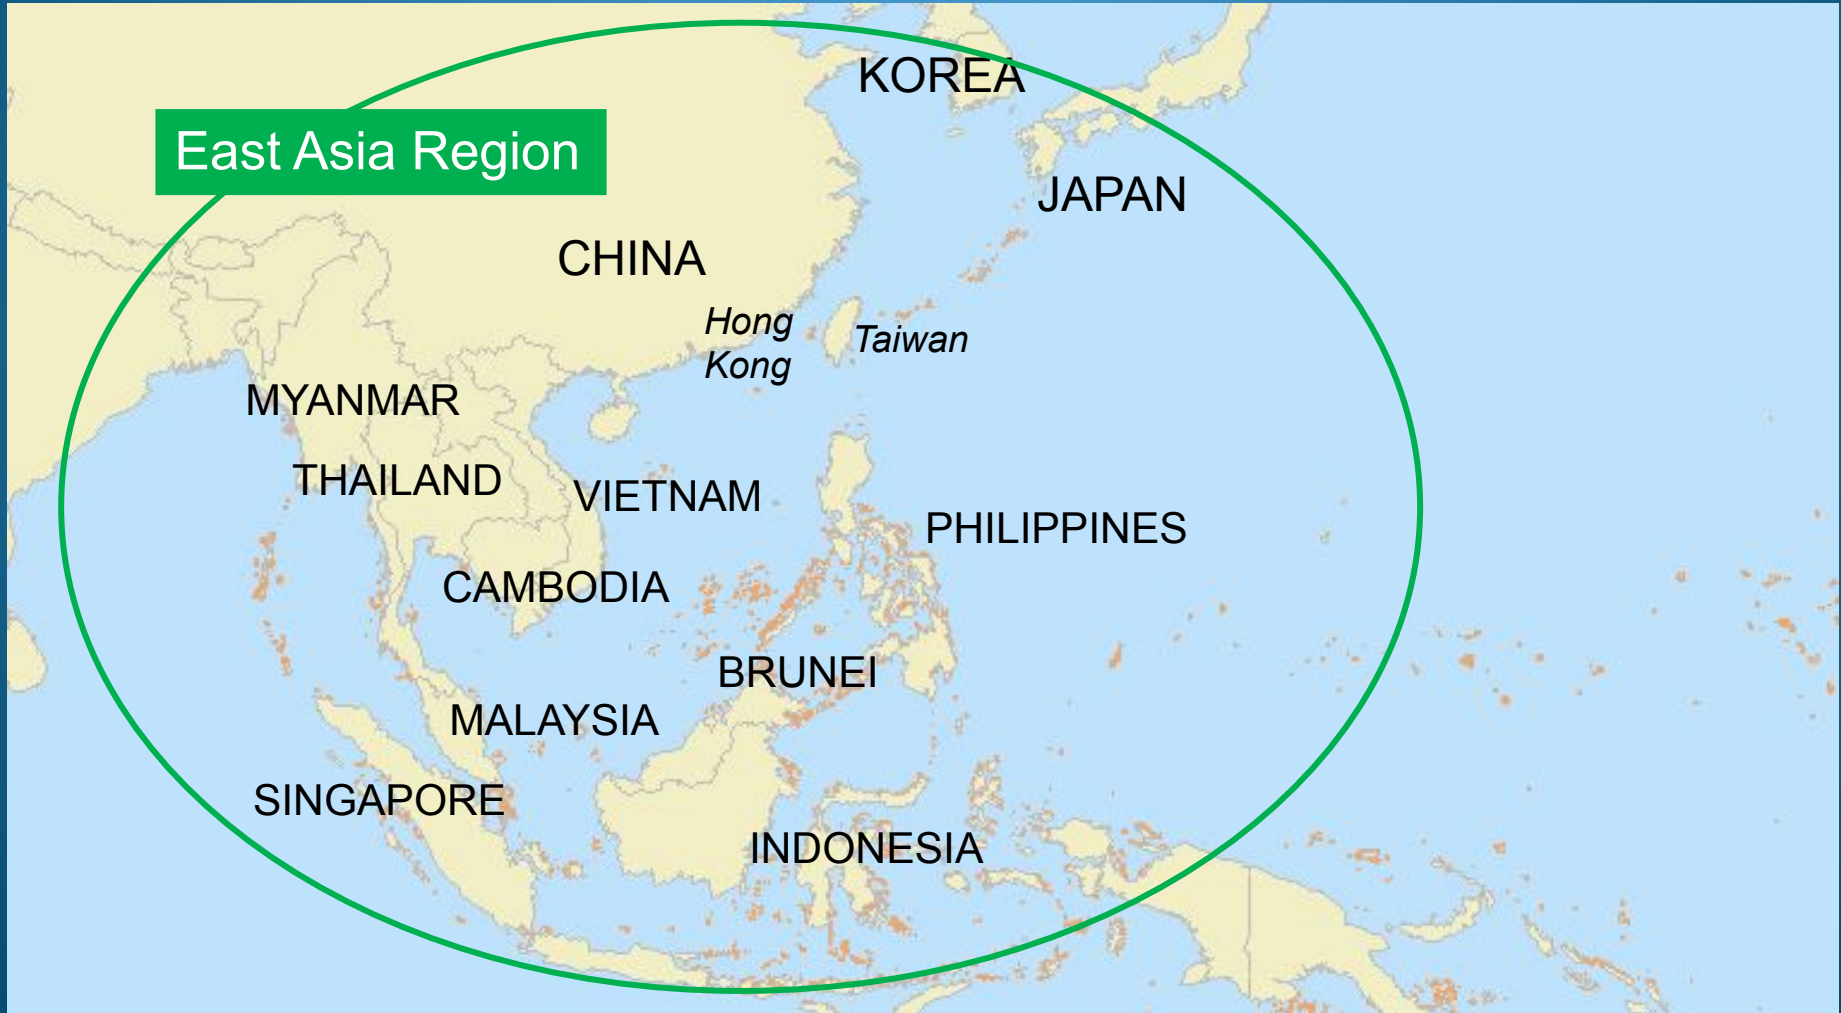 KOREA
East Asia Region
JAPAN
CHINA
Hong
Kong
Taiwan
MYANMAR
THAILAND
VIETNAM
PHILIPPINES
CAMBODIA
BRUNEI
MALAYSIA
SINGAPORE
INDONESIA